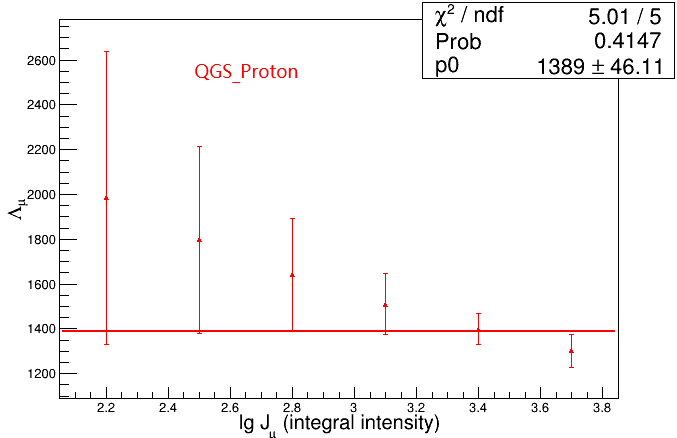 χ² / ndf 5.01 / 5
Prob 0.4147
p0 1389 ± 46.11
QGS_Proton
2600
2400
2200
2000
1800
1600
1400
1200
Λμ
2.2 2.4 2.6 2.8 3 3.2 3.4 3.6 3.8
lg Jμ (integral intensity)